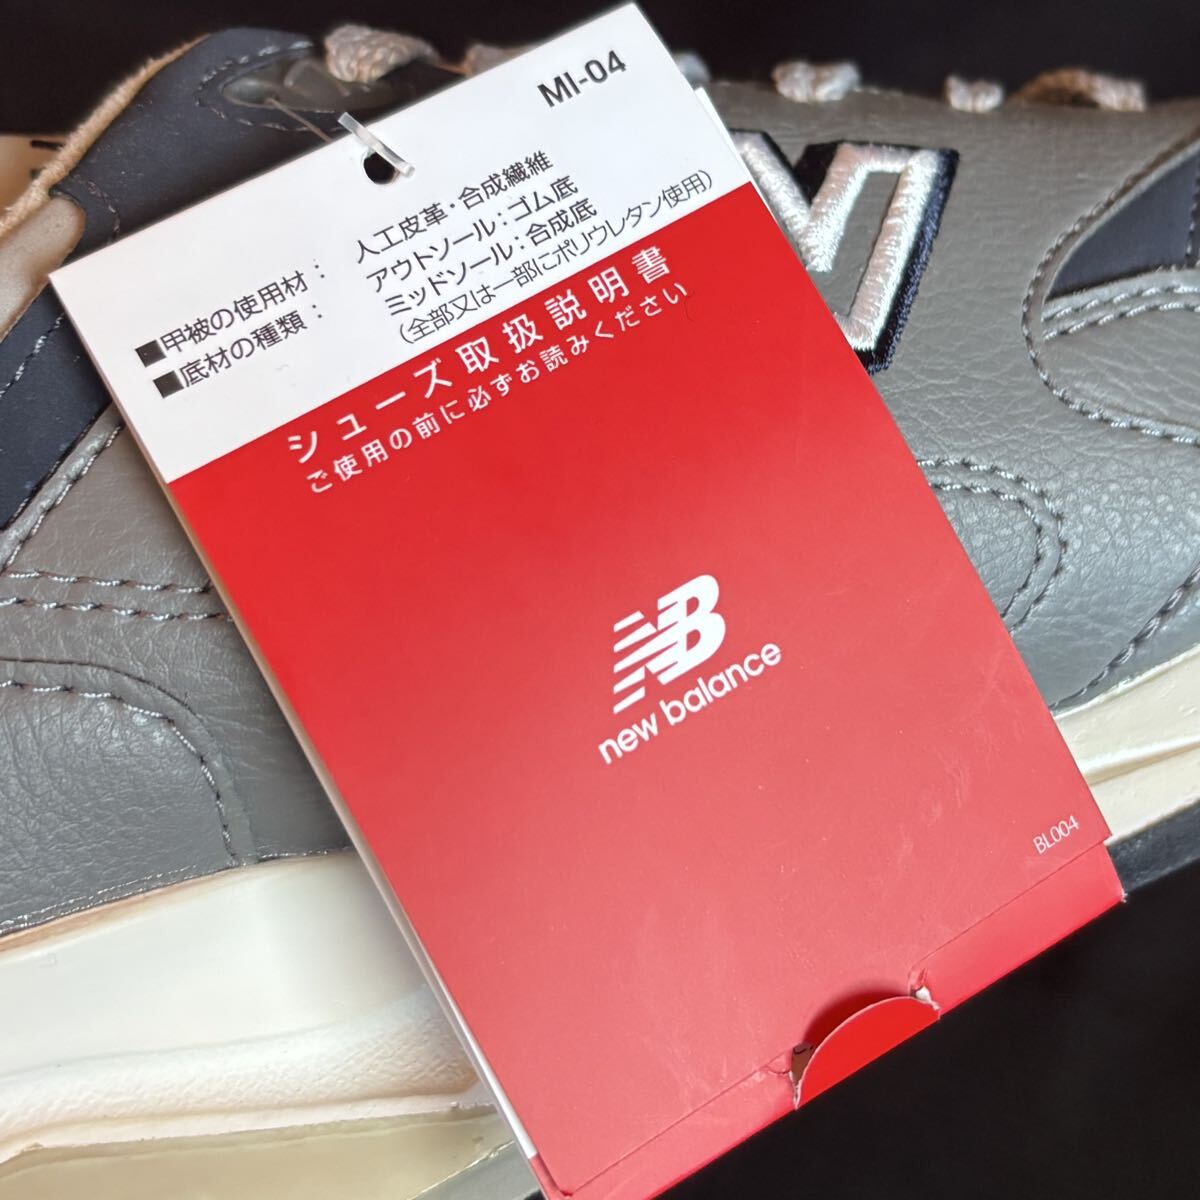 MI-04
■甲被の使用材： 人工皮革・合成繊維
■底材の種類： アウトソール：ゴム底
ミッドソール：合成底
(全部又は一部にポリウレタン使用)
シューズ取扱説明書
ご使用の前に必ずお読みください
NB
new balance
BL004